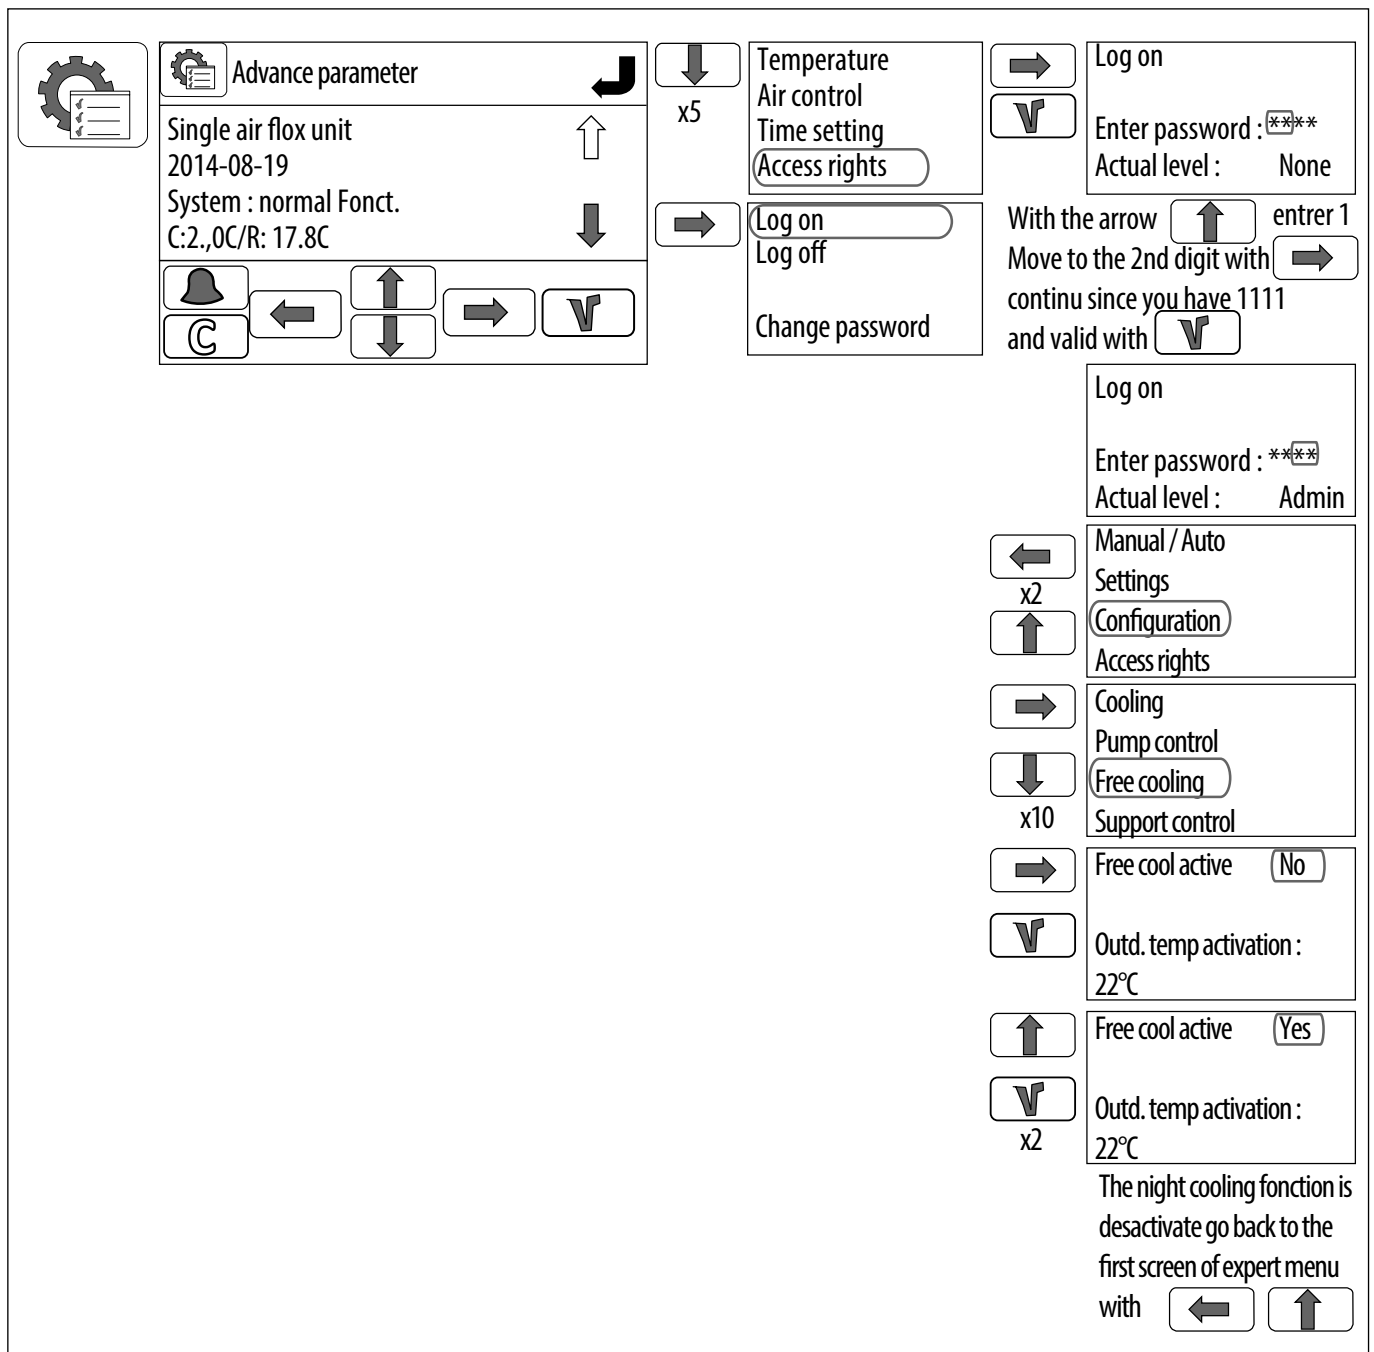 Advance parameter
Single air flox unit
2014-08-19
System : normal Fonct.
C:2.,0C/R: 17.8C
C
x5
Temperature
Air control
Time setting
Access rights
Log on
Log off
Change password
Log on
Enter password : ****
Actual level : None
With the arrow entrer 1
Move to the 2nd digit with
continu since you have 1111
and valid with
Log on
Enter password : ****
Actual level : Admin
x2
Manual / Auto
Settings
Configuration
Access rights
x10
Cooling
Pump control
Free cooling
Support control
Free cool active No
Outd. temp activation :
22°C
x2
Free cool active Yes
Outd. temp activation :
22°C
The night cooling fonction is
desactivate go back to the
first screen of expert menu
with